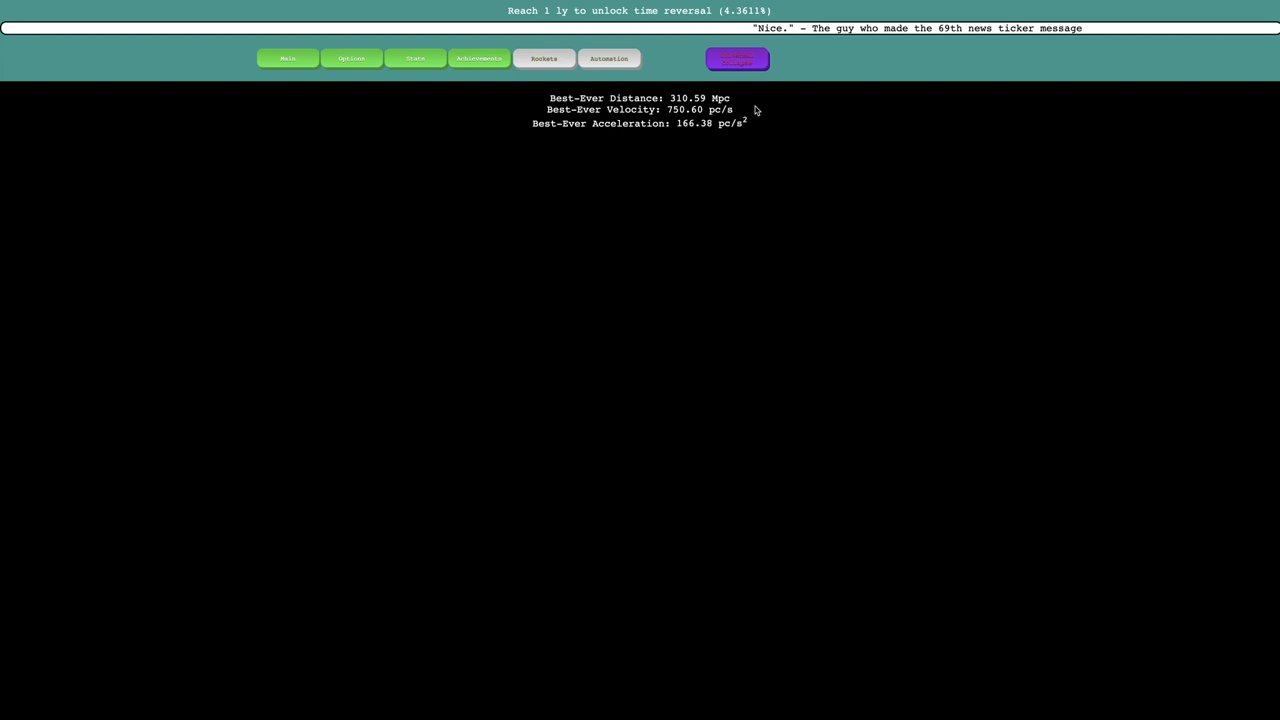 Reach 1 ly to unlock time reversal (4.3611%)
"Nice." - The guy who made the 69th news ticker message
Main Options Stats Achievements Rockets Automation
Universal
Collapse
Best-Ever Distance: 310.59 Mpc
Best-Ever Velocity: 750.60 pc/s
Best-Ever Acceleration: 166.38 pc/s²